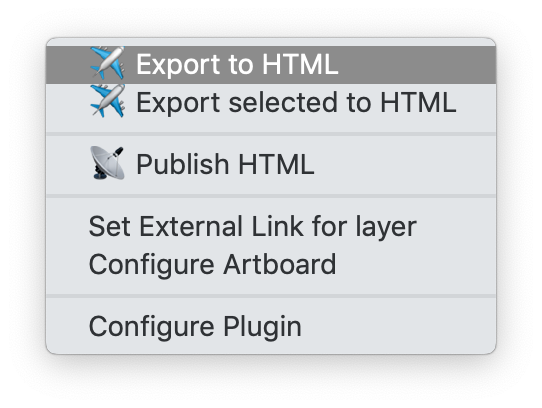 ✈️ Export to HTML
✈️ Export selected to HTML
📡 Publish HTML
Set External Link for layer
Configure Artboard
Configure Plugin